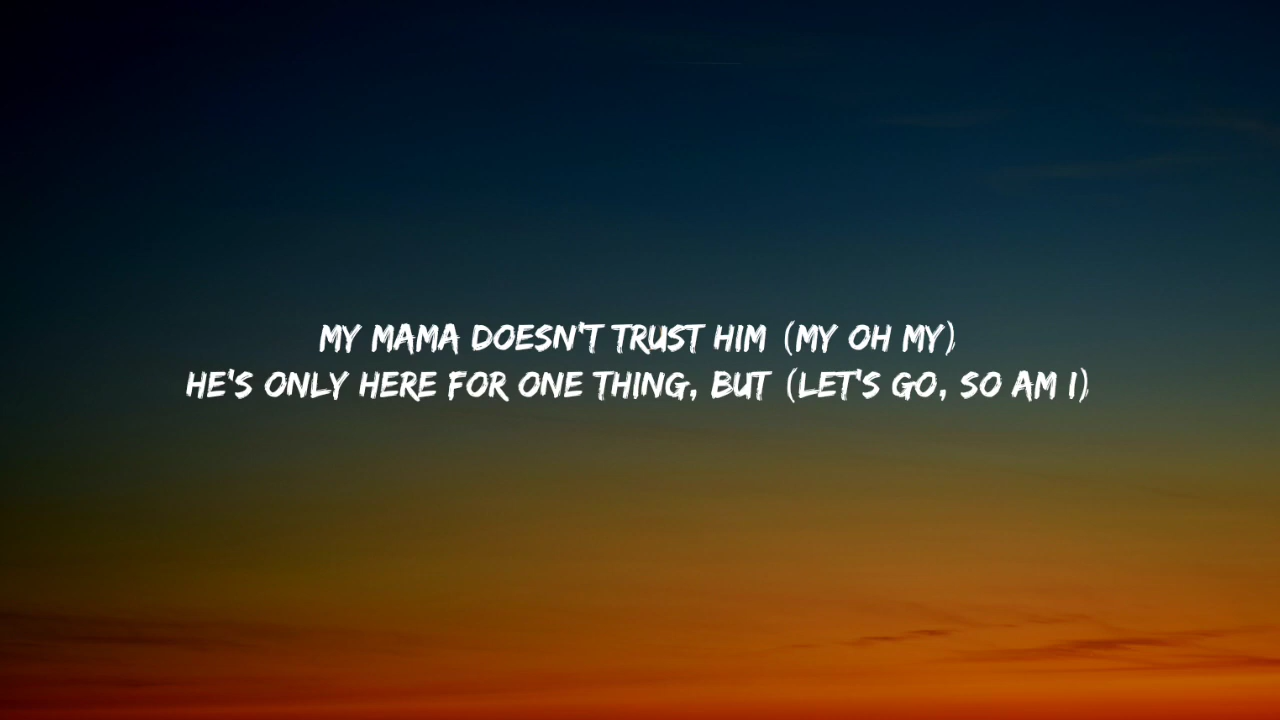 MY MAMA DOESN'T TRUST HIM (MY OH MY)
HE'S ONLY HERE FOR ONE THING, BUT (LET'S GO, SO AM I)